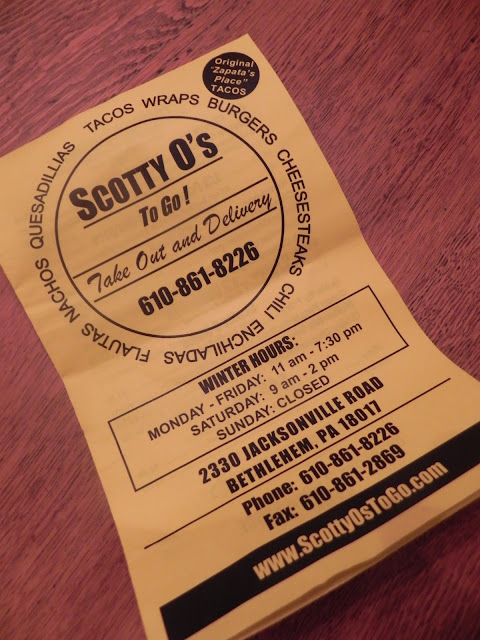 Original
"Zapata's
Place"
TACOS
TACOS WRAPS BURGERS CHEESESTEAKS CHILI ENCHILADAS FLAUTAS NACHOS QUESADILLIAS
SCOTTY O'S
To Go!
Take Out and Delivery
610-861-8226
WINTER HOURS:
MONDAY - FRIDAY: 11 am - 7:30 pm
SATURDAY: 9 am - 2 pm
SUNDAY: CLOSED
2330 JACKSONVILLE ROAD
BETHLEHEM, PA 18017
Phone: 610-861-8226
Fax: 610-861-2869
www.ScottyOsToGo.com